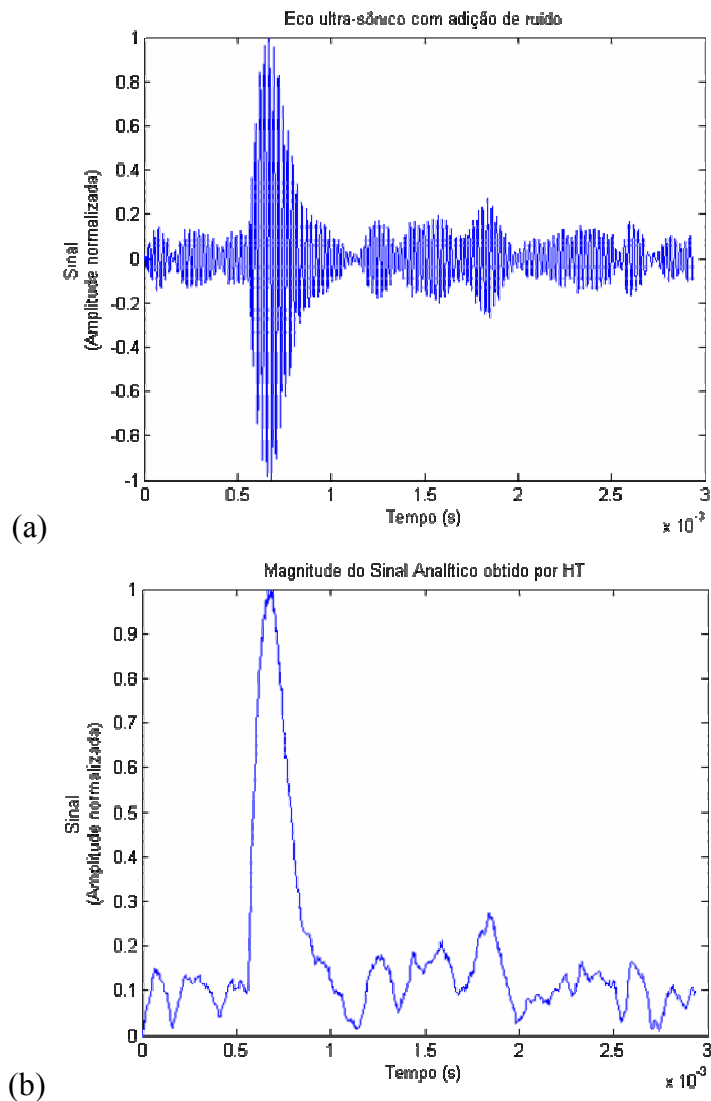 Eco ultra-sônico com adição de ruido
1
0.8
0.6
0.4
0.2
0
-0.2
-0.4
-0.6
-0.8
-1
Sinal
(Amplitude normalizada)
0 0.5 1 1.5 2 2.5 3
Tempo (s)
x 10^-3
(a)
Magnitude do Sinal Analítico obtido por HT
1
0.9
0.8
0.7
0.6
0.5
0.4
0.3
0.2
0.1
0
Sinal
(Amplitude normalizada)
0 0.5 1 1.5 2 2.5 3
Tempo (s)
x 10^-3
(b)